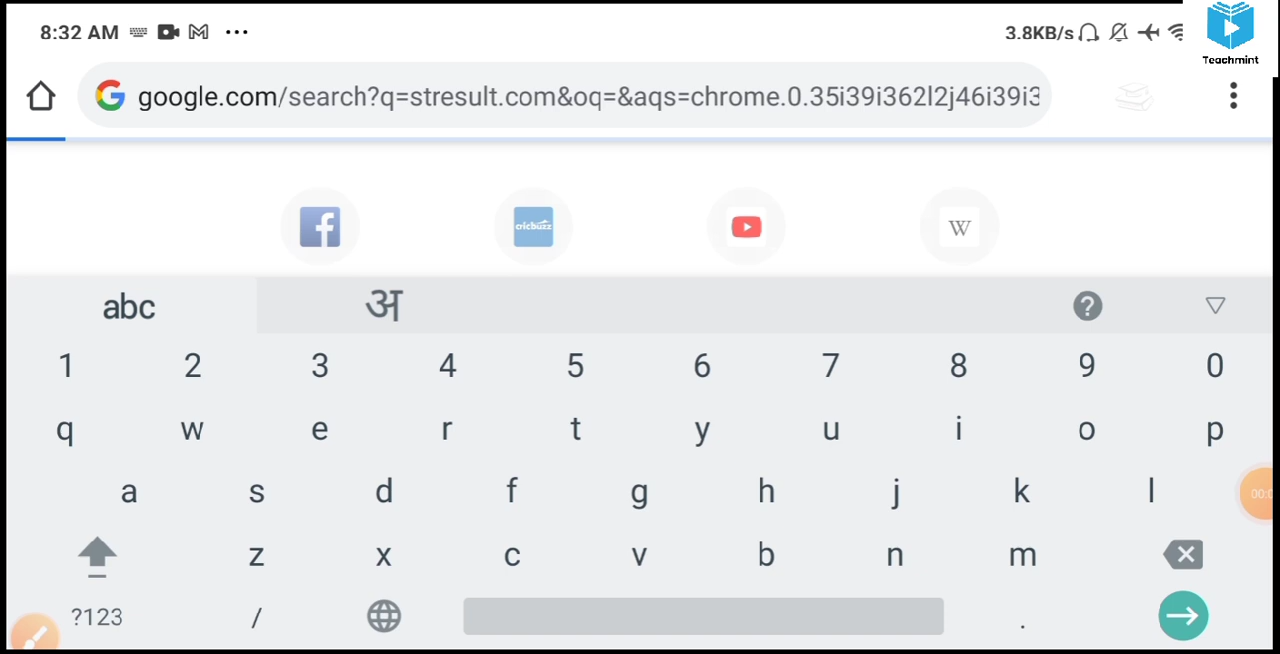 8:32 AM ...
3.8KB/s
Teachmint
google.com/search?q=stresult.com&oq=&aqs=chrome.0.35i39i362l2j46i39i3
cricbuzz
W
abc अ ?
1 2 3 4 5 6 7 8 9 0
q w e r t y u i o p
a s d f g h j k l
z x c v b n m
?123 / .